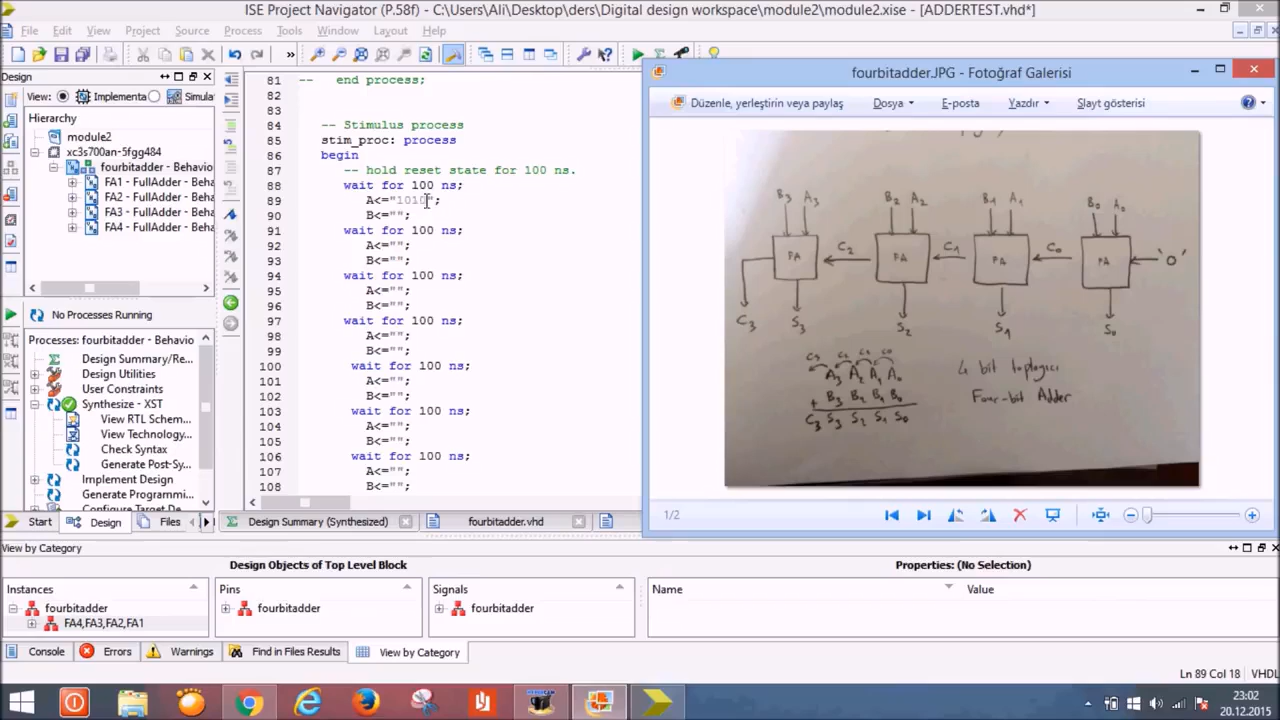 ISE Project Navigator (P.58f) - C:\Users\Ali\Desktop\ders\Digital design workspace\module2\module2.xise - [ADDERTEST.vhd*]
File Edit View Project Source Process Tools Window Layout Help
Design
View: Implementa Simula
Hierarchy
module2
xc3s700an-5fgg484
fourbitadder - Behavio
FA1 - FullAdder - Beha
FA2 - FullAdder - Beha
FA3 - FullAdder - Beha
FA4 - FullAdder - Beha
No Processes Running
Processes: fourbitadder - Behavior
Design Summary/Re...
Design Utilities
User Constraints
Synthesize - XST
View RTL Schem...
View Technology...
Check Syntax
Generate Post-Sy...
Implement Design
Generate Programmi...
Configure Target De...
Start Design Files
81 -- end process;
82
83
84 -- Stimulus process
85 stim_proc: process
86 begin
87 -- hold reset state for 100 ns.
88 wait for 100 ns;
89 A<="1010";
90 B<="";
91 wait for 100 ns;
92 A<="";
93 B<="";
94 wait for 100 ns;
95 A<="";
96 B<="";
97 wait for 100 ns;
98 A<="";
99 B<="";
100 wait for 100 ns;
101 A<="";
102 B<="";
103 wait for 100 ns;
104 A<="";
105 B<="";
106 wait for 100 ns;
107 A<="";
108 B<="";
Design Summary (Synthesized) fourbitadder.vhd
fourbitadder.JPG - Fotoğraf Galerisi
Düzenle, yerleştirin veya paylaş Dosya E-posta Yazdır Slayt gösterisi
B3 A3 B2 A2 B1 A1 B0 A0
FA C2 FA C1 FA C0 FA '0'
C3 S3 S2 S1 S0
C3 C2 C1 C0
A3 A2 A1 A0
+ B3 B2 B1 B0
C3 S3 S2 S1 S0
4 bit toplayıcı
Four-bit Adder
1/2
View by Category
Design Objects of Top Level Block
Properties: (No Selection)
Instances Pins Signals Name Value
fourbitadder fourbitadder fourbitadder
FA4,FA3,FA2,FA1
Console Errors Warnings Find in Files Results View by Category
Ln 89 Col 18 VHDL
23:02
20.12.2015